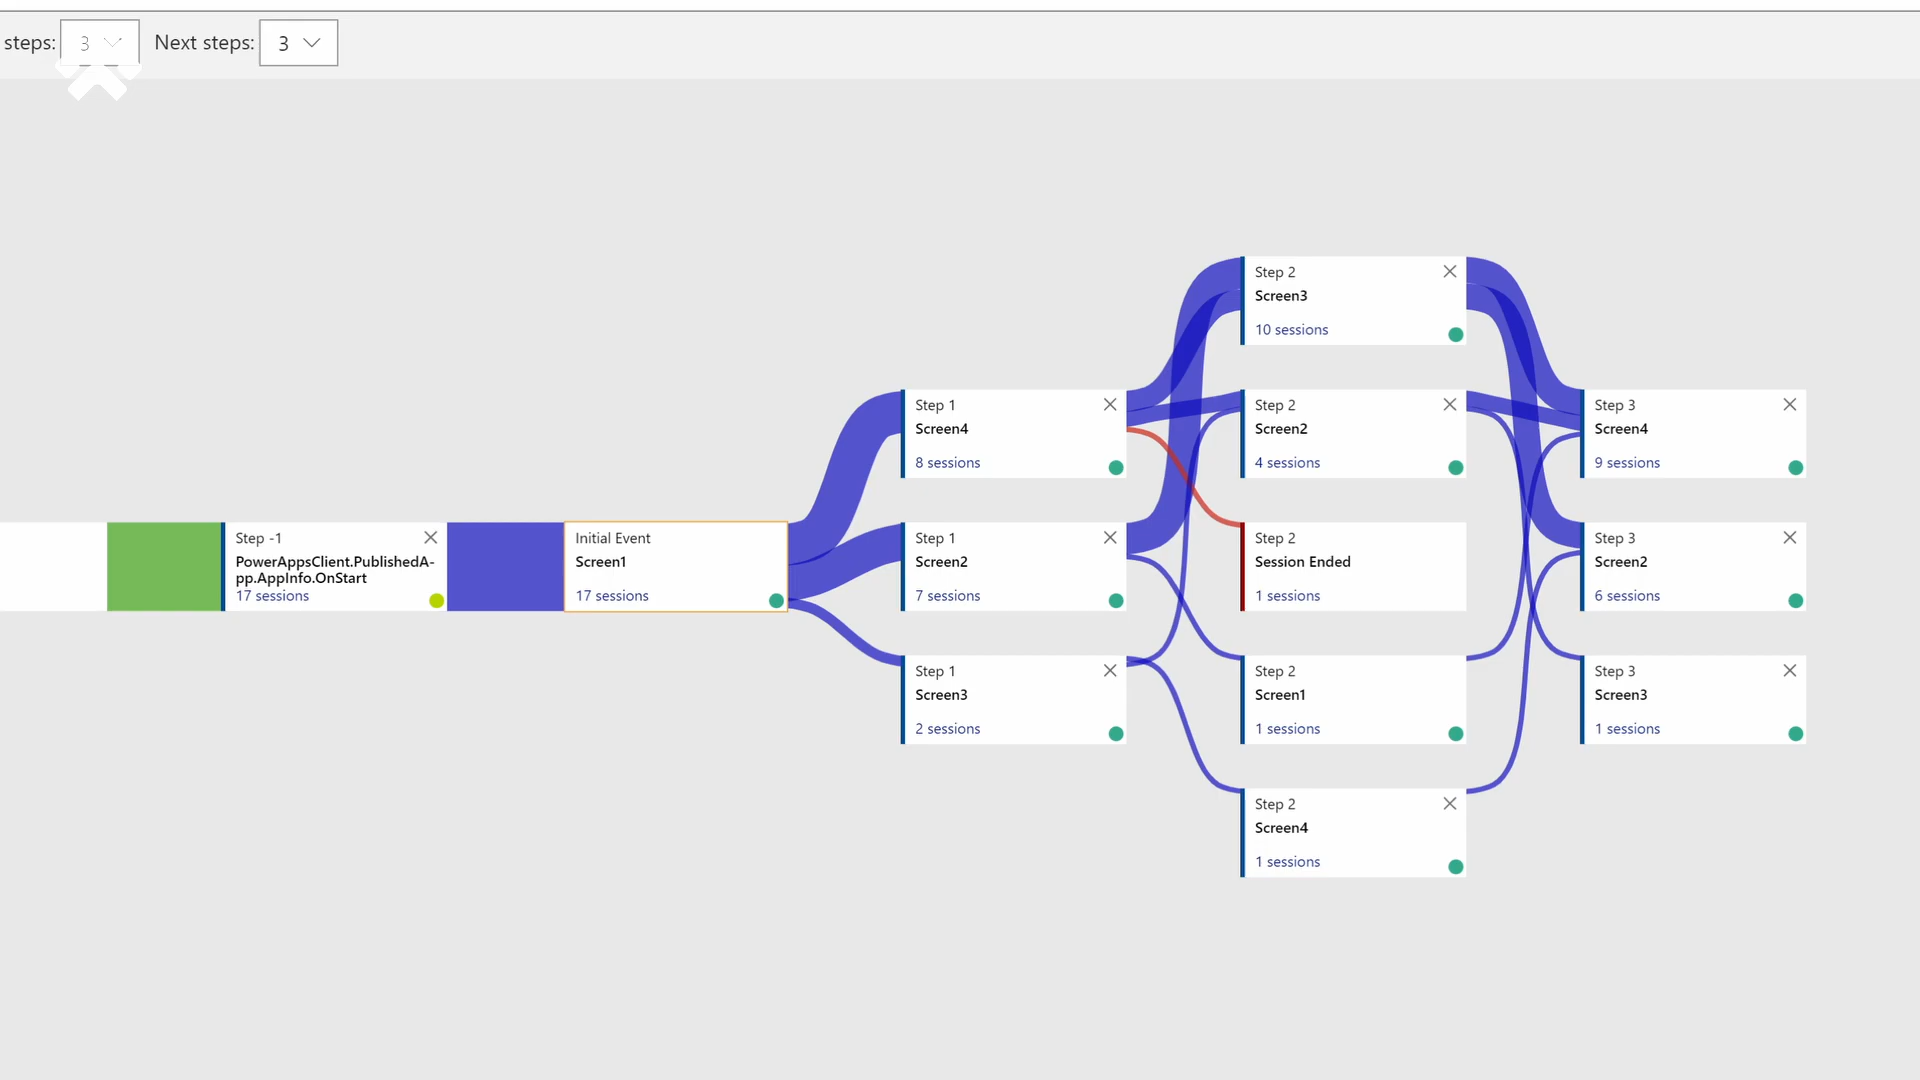 steps: 3 Next steps: 3
Step -1
PowerAppsClient.PublishedA-
pp.AppInfo.OnStart
17 sessions
Initial Event
Screen1
17 sessions
Step 1
Screen4
8 sessions
Step 1
Screen2
7 sessions
Step 1
Screen3
2 sessions
Step 2
Screen3
10 sessions
Step 2
Screen2
4 sessions
Step 2
Session Ended
1 sessions
Step 2
Screen1
1 sessions
Step 2
Screen4
1 sessions
Step 3
Screen4
9 sessions
Step 3
Screen2
6 sessions
Step 3
Screen3
1 sessions